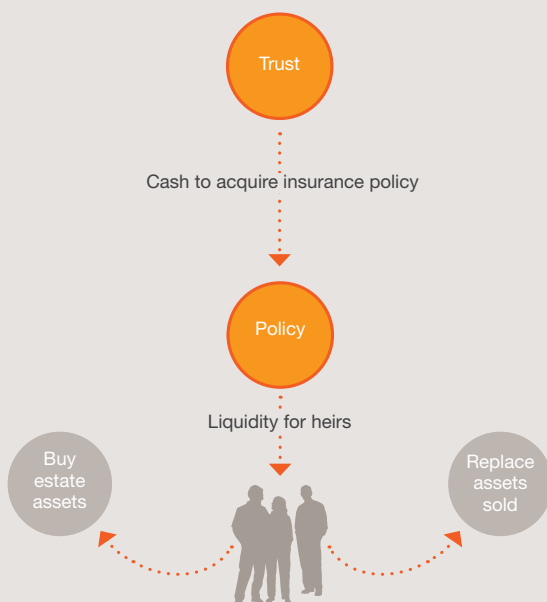 Trust
Cash to acquire insurance policy
Policy
Liquidity for heirs
Buy
estate
assets
Replace
assets
sold